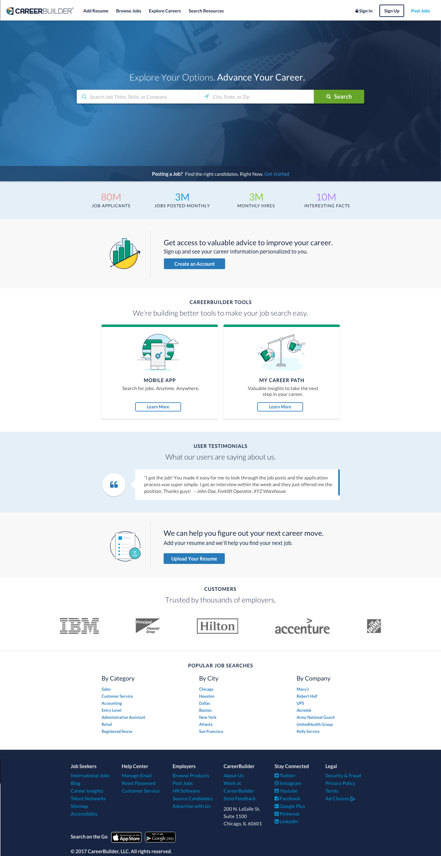 CAREERBUILDER
Add Resume Browse Jobs Explore Careers Search Resources Sign In Sign Up Post Jobs
Explore Your Options. Advance Your Career.
Search Job Titles, Skills, or Company City, State, or Zip Search
Posting a Job? Find the right candidates. Right Now. Get started
80M 3M 3M 10M
JOB APPLICANTS JOBS POSTED MONTHLY MONTHLY HIRES INTERESTING FACTS
Get access to valuable advice to improve your career.
Sign up and see your career information personalized to you.
Create an Account
CAREERBUILDER TOOLS
We're building better tools to make your job search easy.
MOBILE APP
Search for jobs. Anytime. Anywhere.
Learn More
MY CAREER PATH
Valuable insights to take the next
step in your career.
Learn More
USER TESTIMONIALS
What our users are saying about us.
"I got the job! You made it easy for me to look through the job posts and the application
process was super simple. I got an interview within the week and they just offered me the
position. Thanks guys! -John Doe, Forklift Operator, XYZ Warehouse
We can help you figure out your next career move.
Add your resume and we'll help you find your next job.
Upload Your Resume
CUSTOMERS
Trusted by thousands of employers.
IBM Principal Financial Group Hilton accenture
POPULAR JOB SEARCHES
By Category
Sales
Customer Service
Accounting
Entry Level
Administrative Assistant
Retail
Registered Nurse
By City
Chicago
Houston
Dallas
Boston
New York
Atlanta
San Francisco
By Company
Macy's
Robert Half
UPS
Aerotek
Army National Guard
UnitedHealth Group
Kelly Service
Job Seekers
International Jobs
Blog
Career Insights
Talent Networks
Sitemap
Accessibility
Help Center
Manage Email
Reset Password
Customer Service
Employers
Browse Products
Post Jobs
HR Software
Source Candidates
Advertise with Us
CareerBuilder
About Us
Work at
CareerBuilder
Send Feedback
200 N. LaSalle St.
Suite 1100
Chicago, IL 60601
Stay Connected
Twitter
Instagram
Youtube
Facebook
Google Plus
Pinterest
LinkedIn
Legal
Security & Fraud
Privacy Policy
Terms
Ad Choices
Search on the Go App Store Google play
© 2017 CareerBuilder, LLC. All rights reserved.